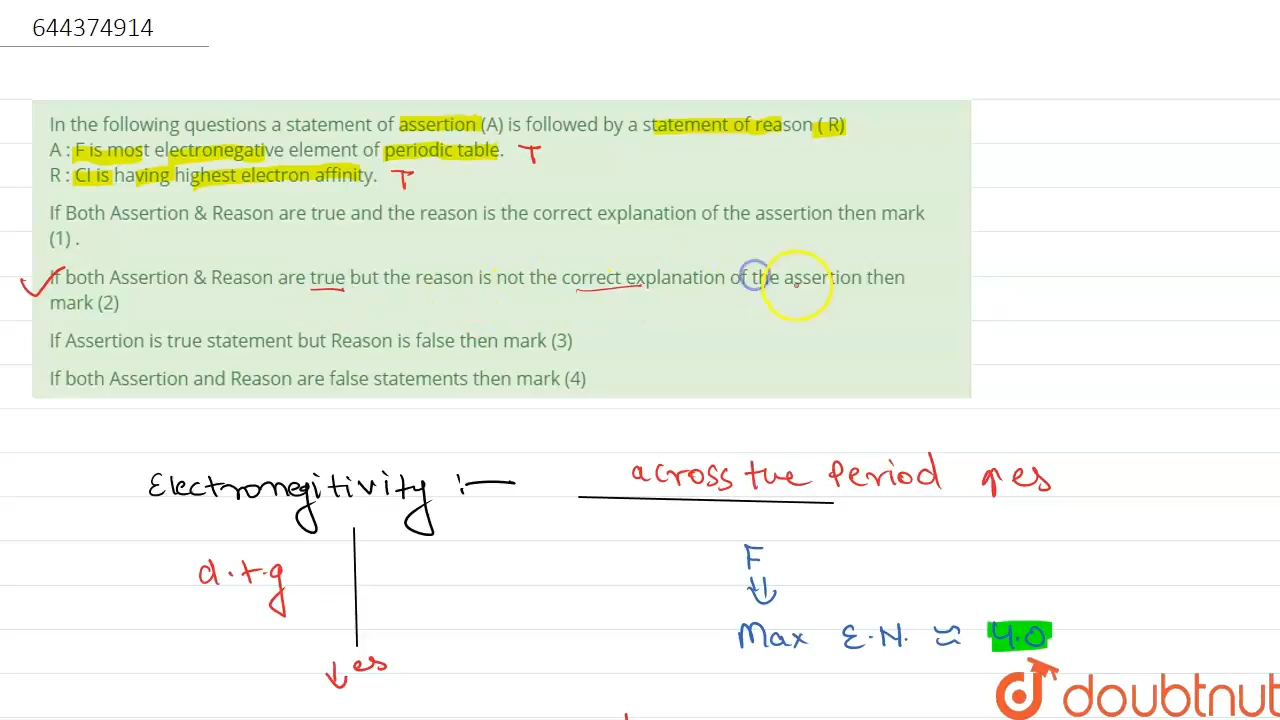 644374914
In the following questions a statement of assertion (A) is followed by a statement of reason ( R)
A : F is most electronegative element of periodic table. T
R : Cl is having highest electron affinity. T
If Both Assertion & Reason are true and the reason is the correct explanation of the assertion then mark
(1) .
If both Assertion & Reason are true but the reason is not the correct explanation of the assertion then
mark (2)
If Assertion is true statement but Reason is false then mark (3)
If both Assertion and Reason are false statements then mark (4)
Electronegitivity :— across the Period ↑es
d.t.g
F
↓
Max E.N. ≈ 4.0
↓es
doubtnut